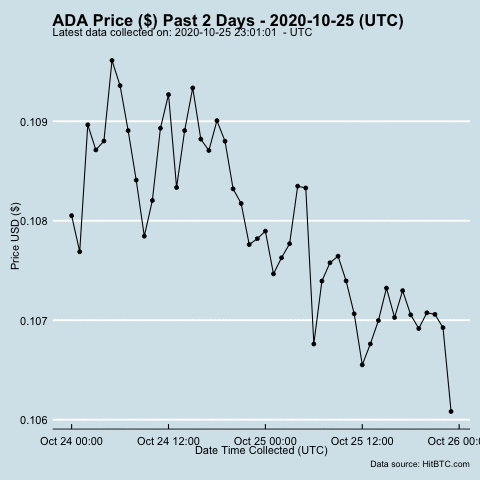 ADA Price ($) Past 2 Days - 2020-10-25 (UTC)
Latest data collected on: 2020-10-25 23:01:01  - UTC
0.109
0.108
0.107
0.106
Price USD ($)
Oct 24 00:00 Oct 24 12:00 Oct 25 00:00 Oct 25 12:00 Oct 26 00:0
Date Time Collected (UTC)
Data source: HitBTC.com